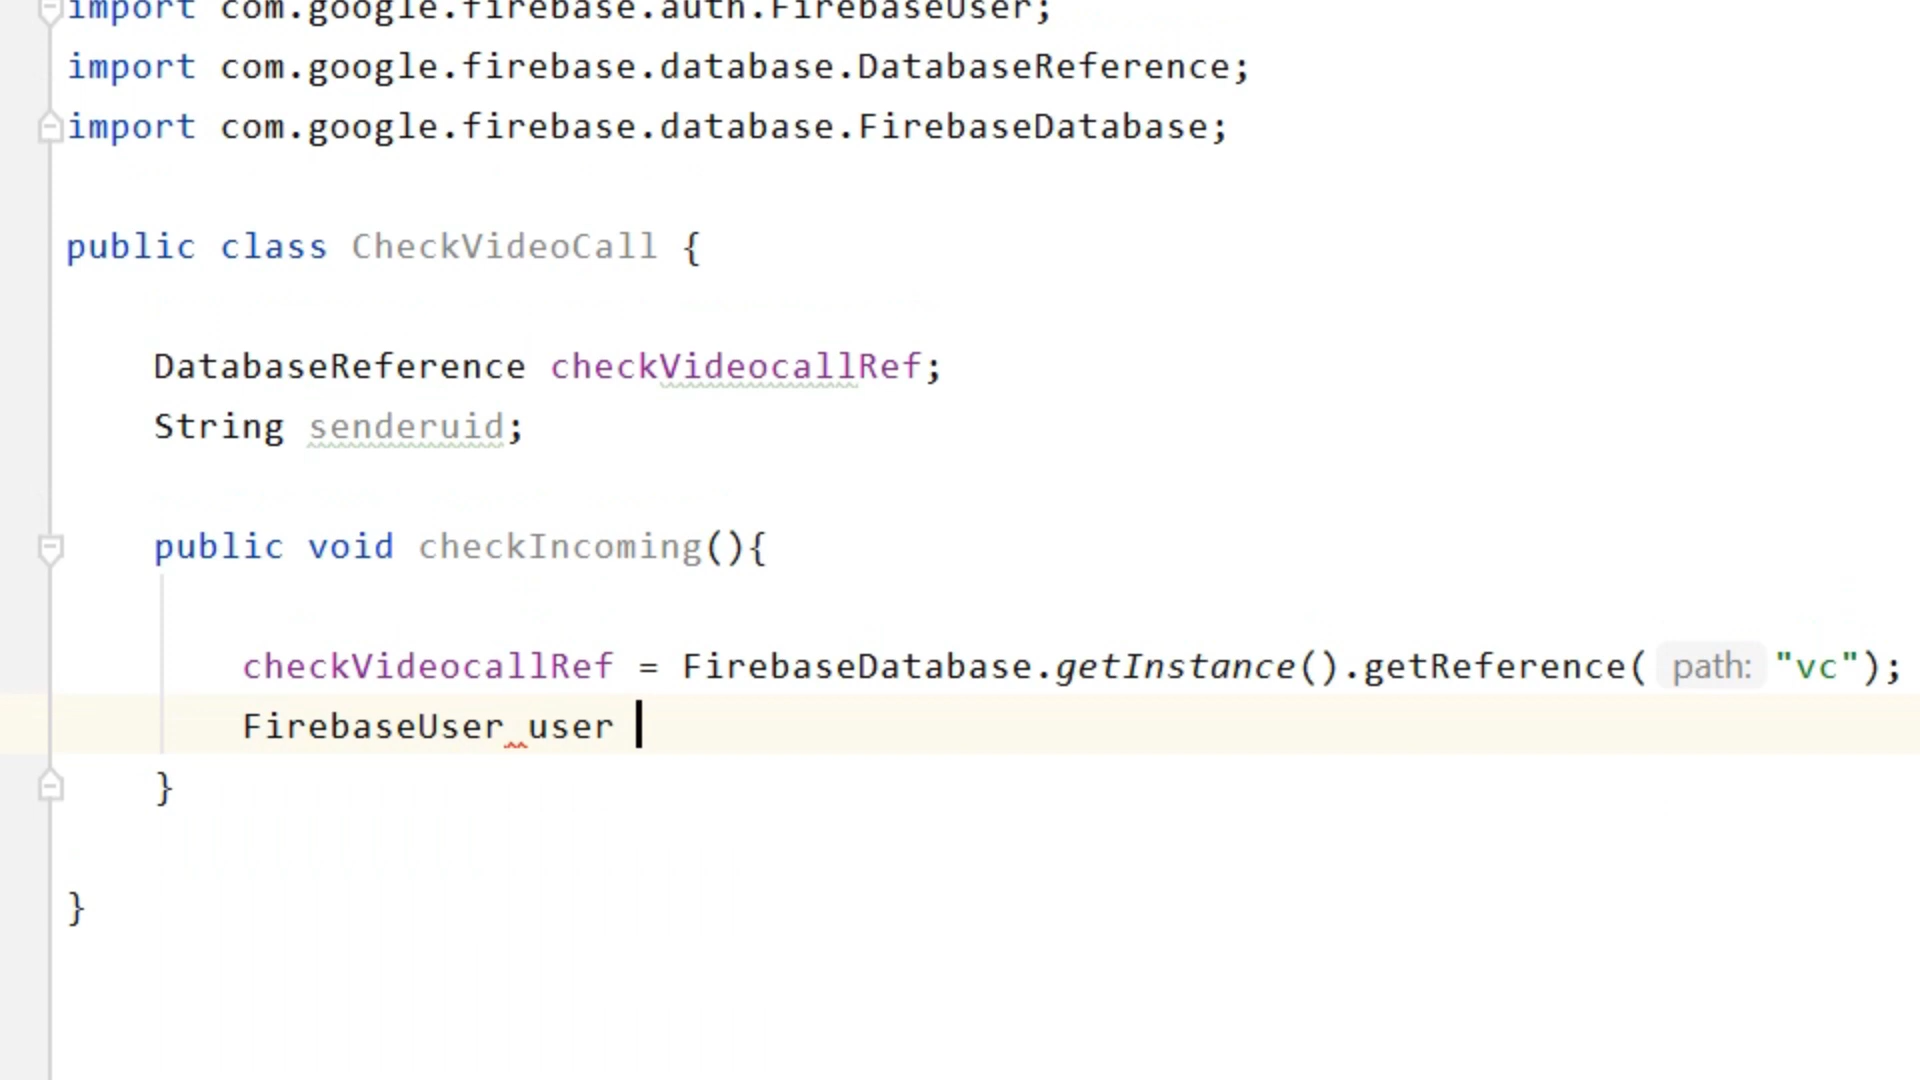 import com.google.firebase.auth.FirebaseUser;
import com.google.firebase.database.DatabaseReference;
import com.google.firebase.database.FirebaseDatabase;
public class CheckVideoCall {
DatabaseReference checkVideocallRef;
String senderuid;
public void checkIncoming(){
checkVideocallRef = FirebaseDatabase.getInstance().getReference( path: "vc");
FirebaseUser user
}
}